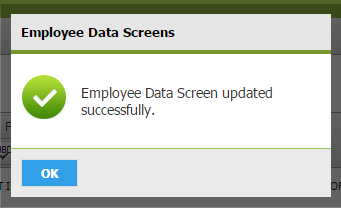 Employee Data Screens
Employee Data Screen updated
successfully.
OK